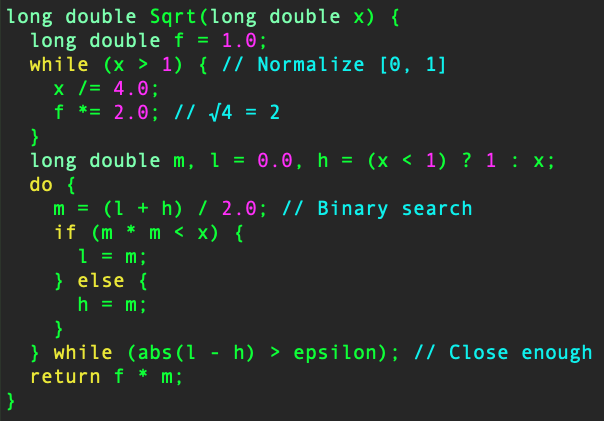 long double Sqrt(long double x) {
  long double f = 1.0;
  while (x > 1) { // Normalize [0, 1]
    x /= 4.0;
    f *= 2.0; // √4 = 2
  }
  long double m, l = 0.0, h = (x < 1) ? 1 : x;
  do {
    m = (l + h) / 2.0; // Binary search
    if (m * m < x) {
      l = m;
    } else {
      h = m;
    }
  } while (abs(l - h) > epsilon); // Close enough
  return f * m;
}